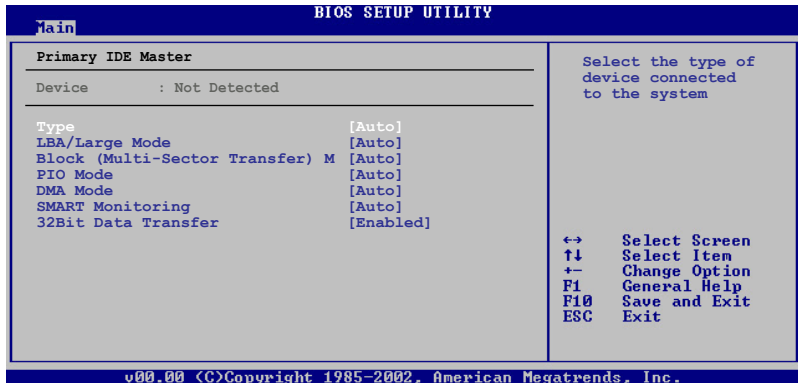 BIOS SETUP UTILITY
Main
Primary IDE Master
Device : Not Detected
Type [Auto]
LBA/Large Mode [Auto]
Block (Multi-Sector Transfer) M [Auto]
PIO Mode [Auto]
DMA Mode [Auto]
SMART Monitoring [Auto]
32Bit Data Transfer [Enabled]
Select the type of
device connected
to the system
←→ Select Screen
↑↓ Select Item
+- Change Option
F1 General Help
F10 Save and Exit
ESC Exit
v00.00 (C)Copyright 1985-2002, American Megatrends, Inc.